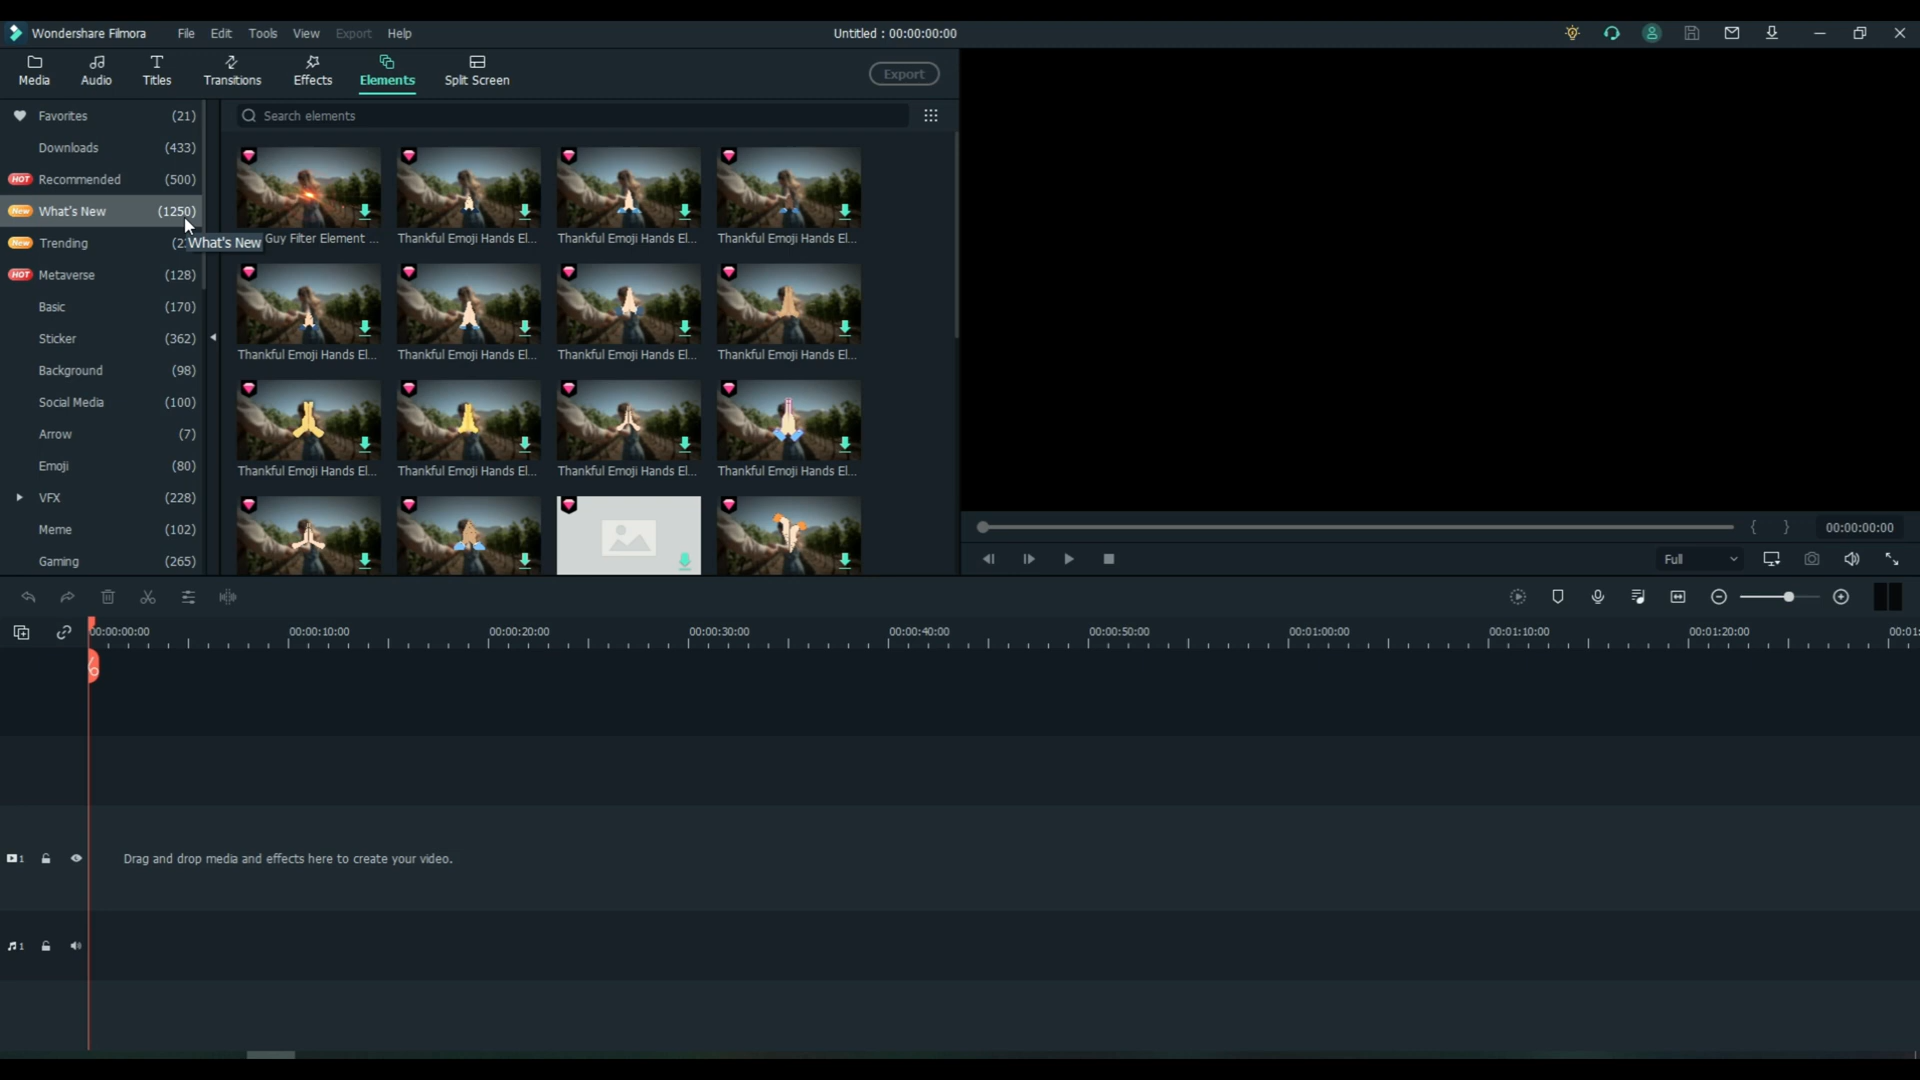 Wondershare Filmora File Edit Tools View Export Help Untitled : 00:00:00:00
Media Audio Titles Transitions Effects Elements Split Screen Export
Favorites (21) Search elements
Downloads (433)
HOT Recommended (500)
New What's New (1250)
New Trending What's New
Guy Filter Element ... Thankful Emoji Hands El... Thankful Emoji Hands El... Thankful Emoji Hands El...
HOT Metaverse (128)
Basic (170)
Sticker (362)
Thankful Emoji Hands El... Thankful Emoji Hands El... Thankful Emoji Hands El... Thankful Emoji Hands El...
Background (98)
Social Media (100)
Arrow (7)
Emoji (80)
Thankful Emoji Hands El... Thankful Emoji Hands El... Thankful Emoji Hands El... Thankful Emoji Hands El...
VFX (228)
Meme (102)
{ } 00:00:00:00
Gaming (265)
Full
00:00:00:00 00:00:10:00 00:00:20:00 00:00:30:00 00:00:40:00 00:00:50:00 00:01:00:00 00:01:10:00 00:01:20:00 00:01:
1 Drag and drop media and effects here to create your video.
1